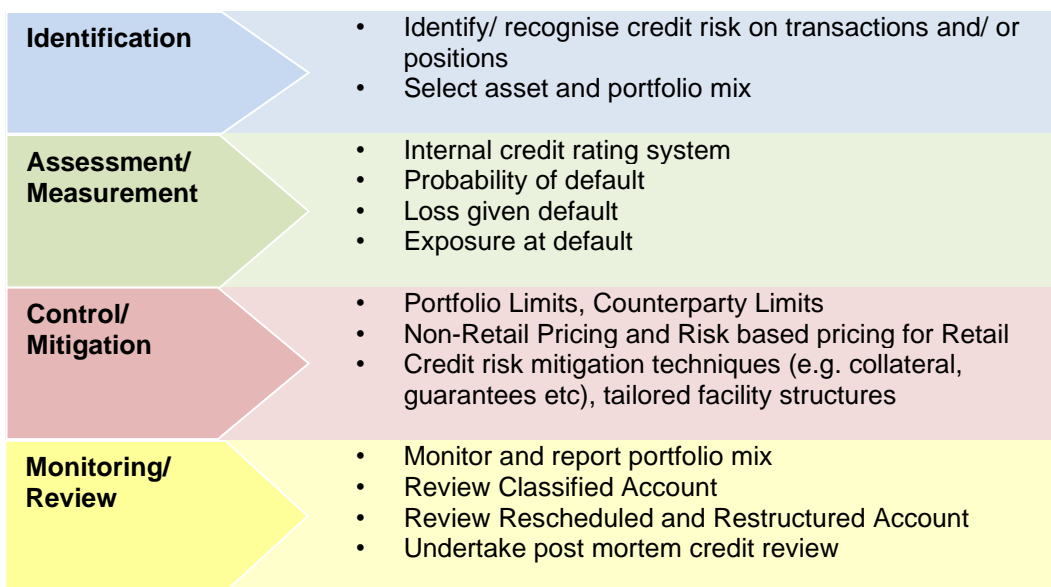 Identification
• Identify/ recognise credit risk on transactions and/ or
positions
• Select asset and portfolio mix
Assessment/
Measurement
• Internal credit rating system
• Probability of default
• Loss given default
• Exposure at default
Control/
Mitigation
• Portfolio Limits, Counterparty Limits
• Non-Retail Pricing and Risk based pricing for Retail
• Credit risk mitigation techniques (e.g. collateral,
guarantees etc), tailored facility structures
Monitoring/
Review
• Monitor and report portfolio mix
• Review Classified Account
• Review Rescheduled and Restructured Account
• Undertake post mortem credit review